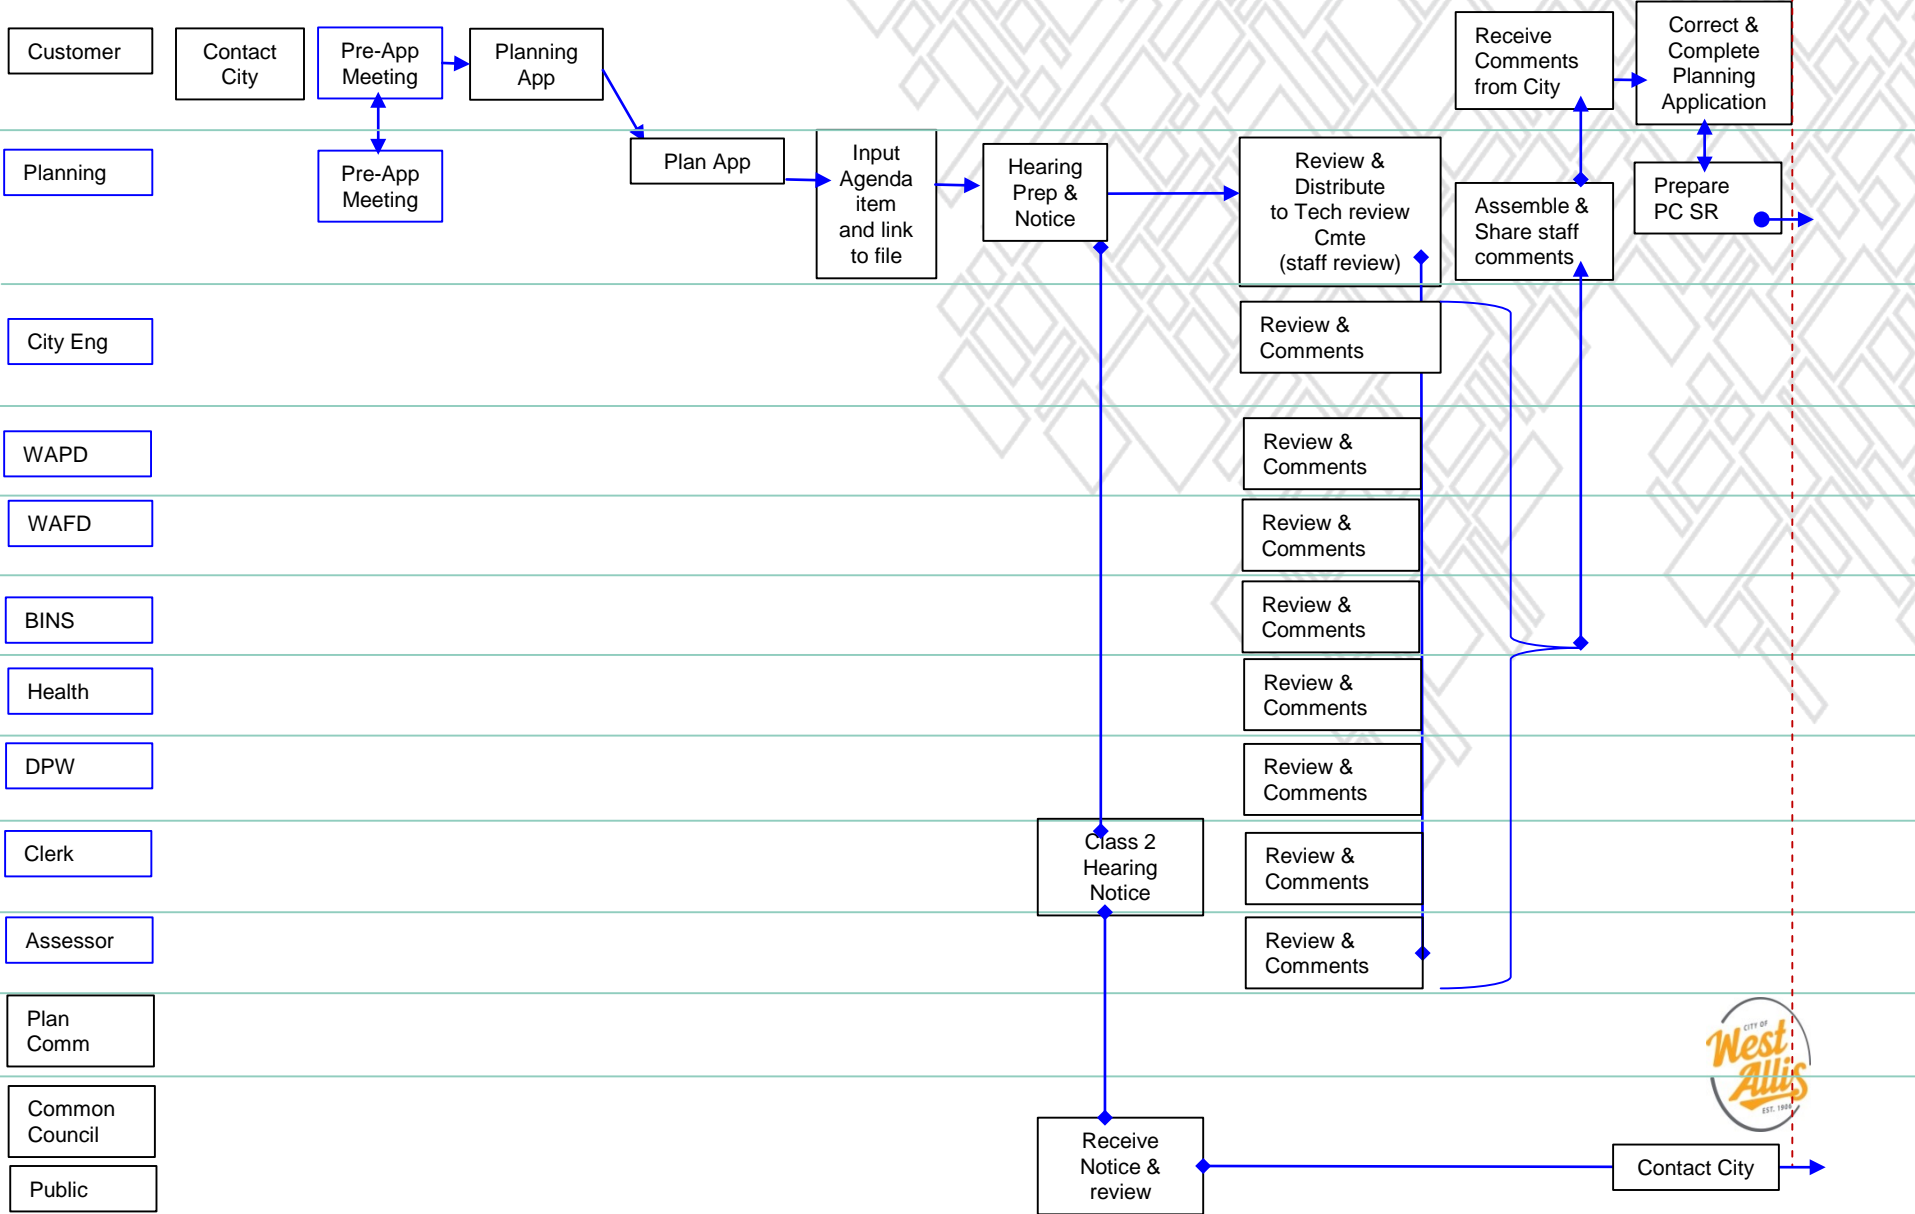 Customer
Contact
City
Pre-App
Meeting
Planning
App
Receive
Comments
from City
Correct &
Complete
Planning
Application
Planning
Pre-App
Meeting
Plan App
Input
Agenda
item
and link
to file
Hearing
Prep &
Notice
Review &
Distribute
to Tech review
Cmte
(staff review)
Assemble &
Share staff
comments
Prepare
PC SR
City Eng
Review &
Comments
WAPD
Review &
Comments
WAFD
Review &
Comments
BINS
Review &
Comments
Health
Review &
Comments
DPW
Review &
Comments
Clerk
Class 2
Hearing
Notice
Review &
Comments
Assessor
Review &
Comments
Plan
Comm
CITY OF
West
Allis
EST. 1906
Common
Council
Public
Receive
Notice &
review
Contact City